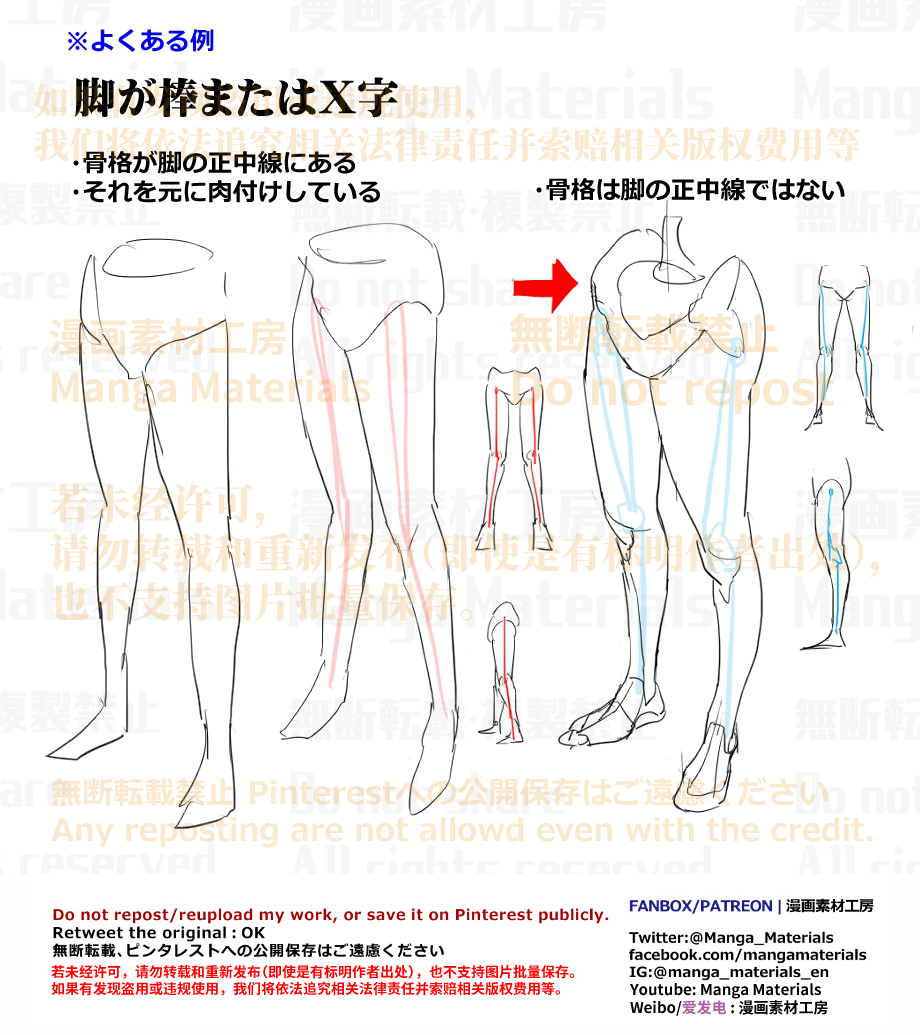 ※よくある例
脚が棒またはX字
・骨格が脚の正中線にある
・それを元に肉付けしている
・骨格は脚の正中線ではない
漫画素材工房
Manga Materials
無断転載禁止
Do not repost
若未经许可，
请勿转载和重新发布(即使是有标明作者出处)，
也不支持图片批量保存。
我们将依法追究相关法律责任并索赔相关版权费用等
無断転載禁止 Pinterestへの公開保存はご遠慮ください
Any reposting are not allowd even with the credit.
Do not repost/reupload my work, or save it on Pinterest publicly.
Retweet the original : OK
無断転載、ピンタレストへの公開保存はご遠慮ください
若未经许可，请勿转载和重新发布(即使是有标明作者出处)，也不支持图片批量保存。
如果有发现盗用或违规使用，我们将依法追究相关法律责任并索赔相关版权费用等。
FANBOX/PATREON | 漫画素材工房
Twitter:@Manga_Materials
facebook.com/mangamaterials
IG:@manga_materials_en
Youtube: Manga Materials
Weibo/爱发电 : 漫画素材工房